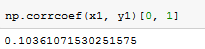 np.corrcoef(x1, y1)[0, 1]
0.10361071530251575